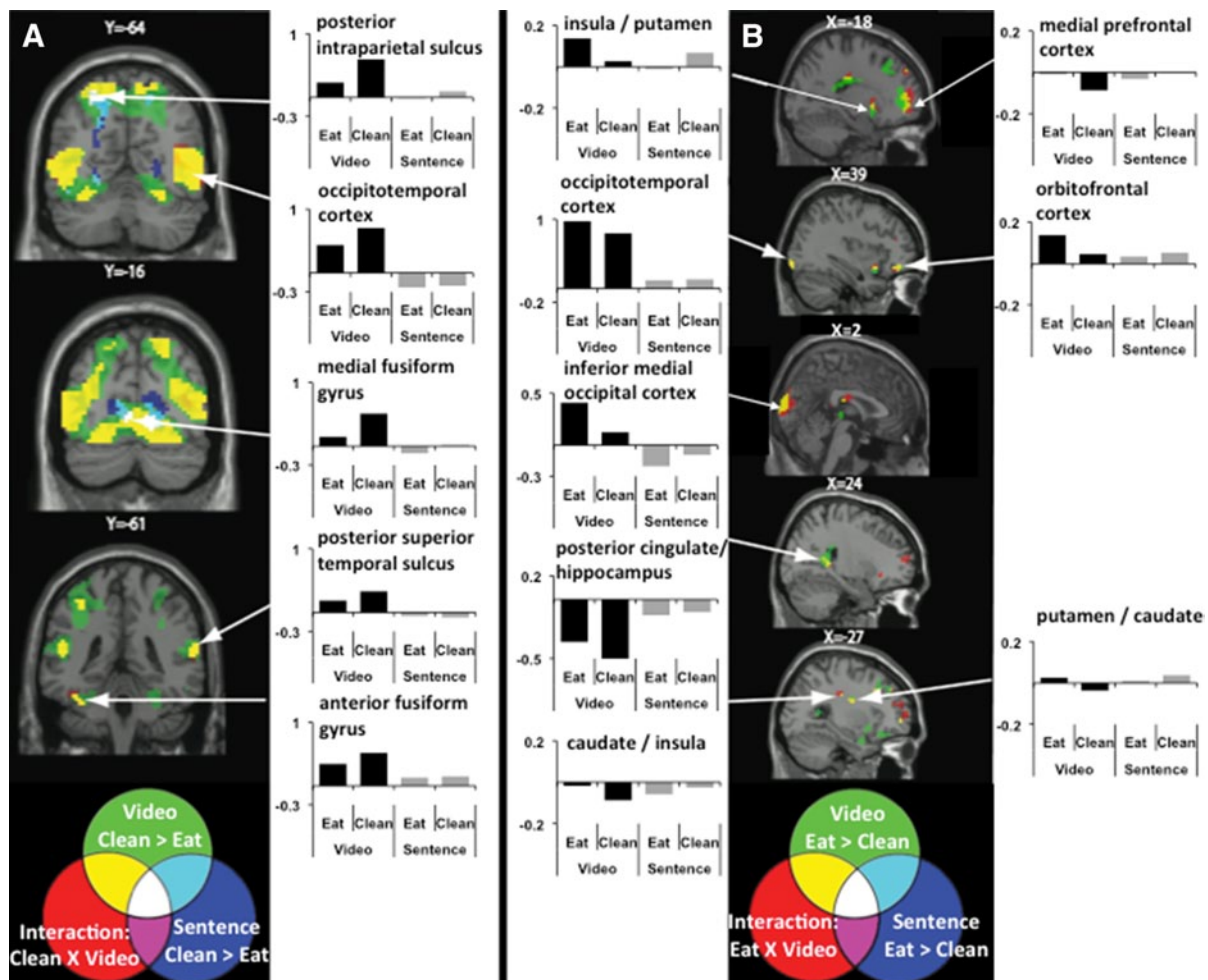 A
Y=-64
posterior
intraparietal sulcus
1
-0.3
Eat Clean Eat Clean
Video Sentence
occipitotemporal
cortex
1
-0.3
Eat Clean Eat Clean
Video Sentence
Y=-16
medial fusiform
gyrus
1
-0.3
Eat Clean Eat Clean
Video Sentence
Y=-61
posterior superior
temporal sulcus
1
-0.3
Eat Clean Eat Clean
Video Sentence
anterior fusiform
gyrus
1
-0.3
Eat Clean Eat Clean
Video Sentence
Video
Clean > Eat
Interaction:
Clean X Video
Sentence
Clean > Eat
insula / putamen
0.2
-0.2
Eat Clean Eat Clean
Video Sentence
occipitotemporal
cortex
1
-0.2
Eat Clean Eat Clean
Video Sentence
inferior medial
occipital cortex
0.5
-0.3
Eat Clean Eat Clean
Video Sentence
posterior cingulate/
hippocampus
0.2
-0.5
Eat Clean Eat Clean
Video Sentence
caudate / insula
0.2
-0.2
Eat Clean Eat Clean
Video Sentence
B
X=-18
X=39
X=2
X=24
X=-27
medial prefrontal
cortex
0.2
-0.2
Eat Clean Eat Clean
Video Sentence
orbitofrontal
cortex
0.2
-0.2
Eat Clean Eat Clean
Video Sentence
putamen / caudate
0.2
-0.2
Eat Clean Eat Clean
Video Sentence
Video
Eat > Clean
Interaction:
Eat X Video
Sentence
Eat > Clean